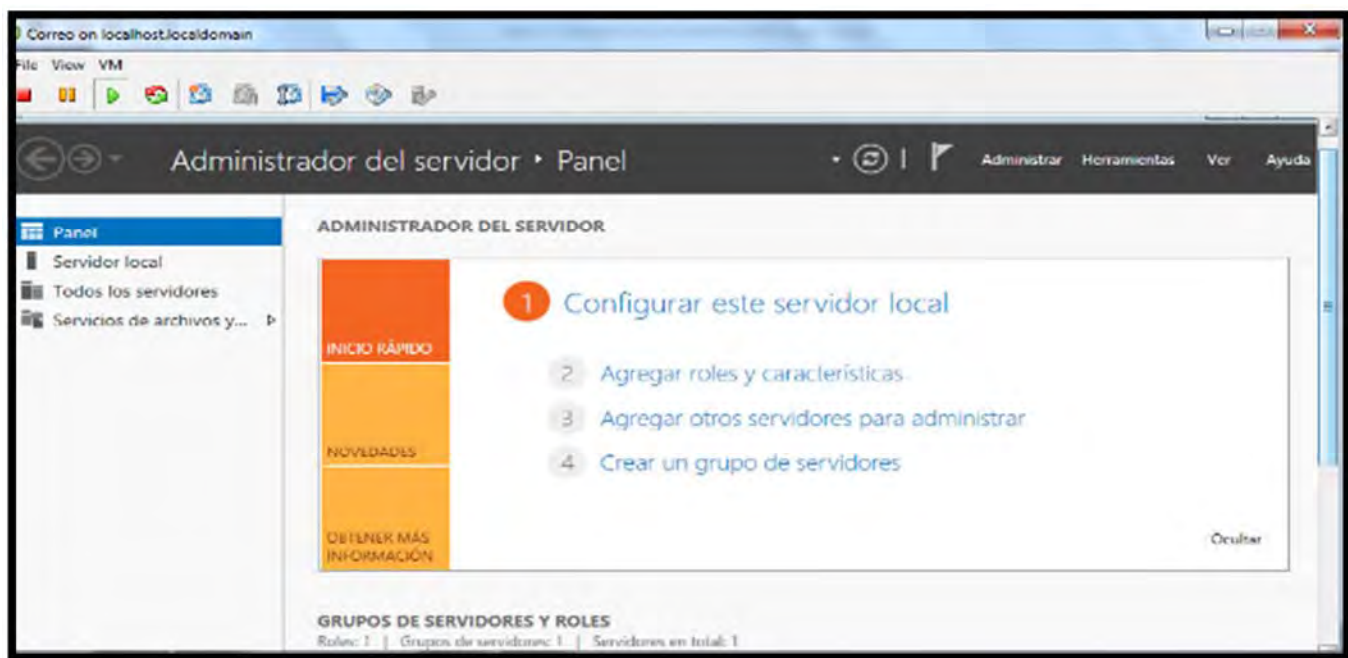 Correo on localhost.localdomain
File View VM
Administrador del servidor ‣ Panel
Administrar Herramientas Ver Ayuda
Panel
Servidor local
Todos los servidores
Servicios de archivos y...
ADMINISTRADOR DEL SERVIDOR
INICIO RÁPIDO
NOVEDADES
OBTENER MÁS
INFORMACIÓN
1 Configurar este servidor local
2 Agregar roles y características
3 Agregar otros servidores para administrar
4 Crear un grupo de servidores
Ocultar
GRUPOS DE SERVIDORES Y ROLES
Roles: 1 | Grupos de servidores: 1 | Servidores en total: 1